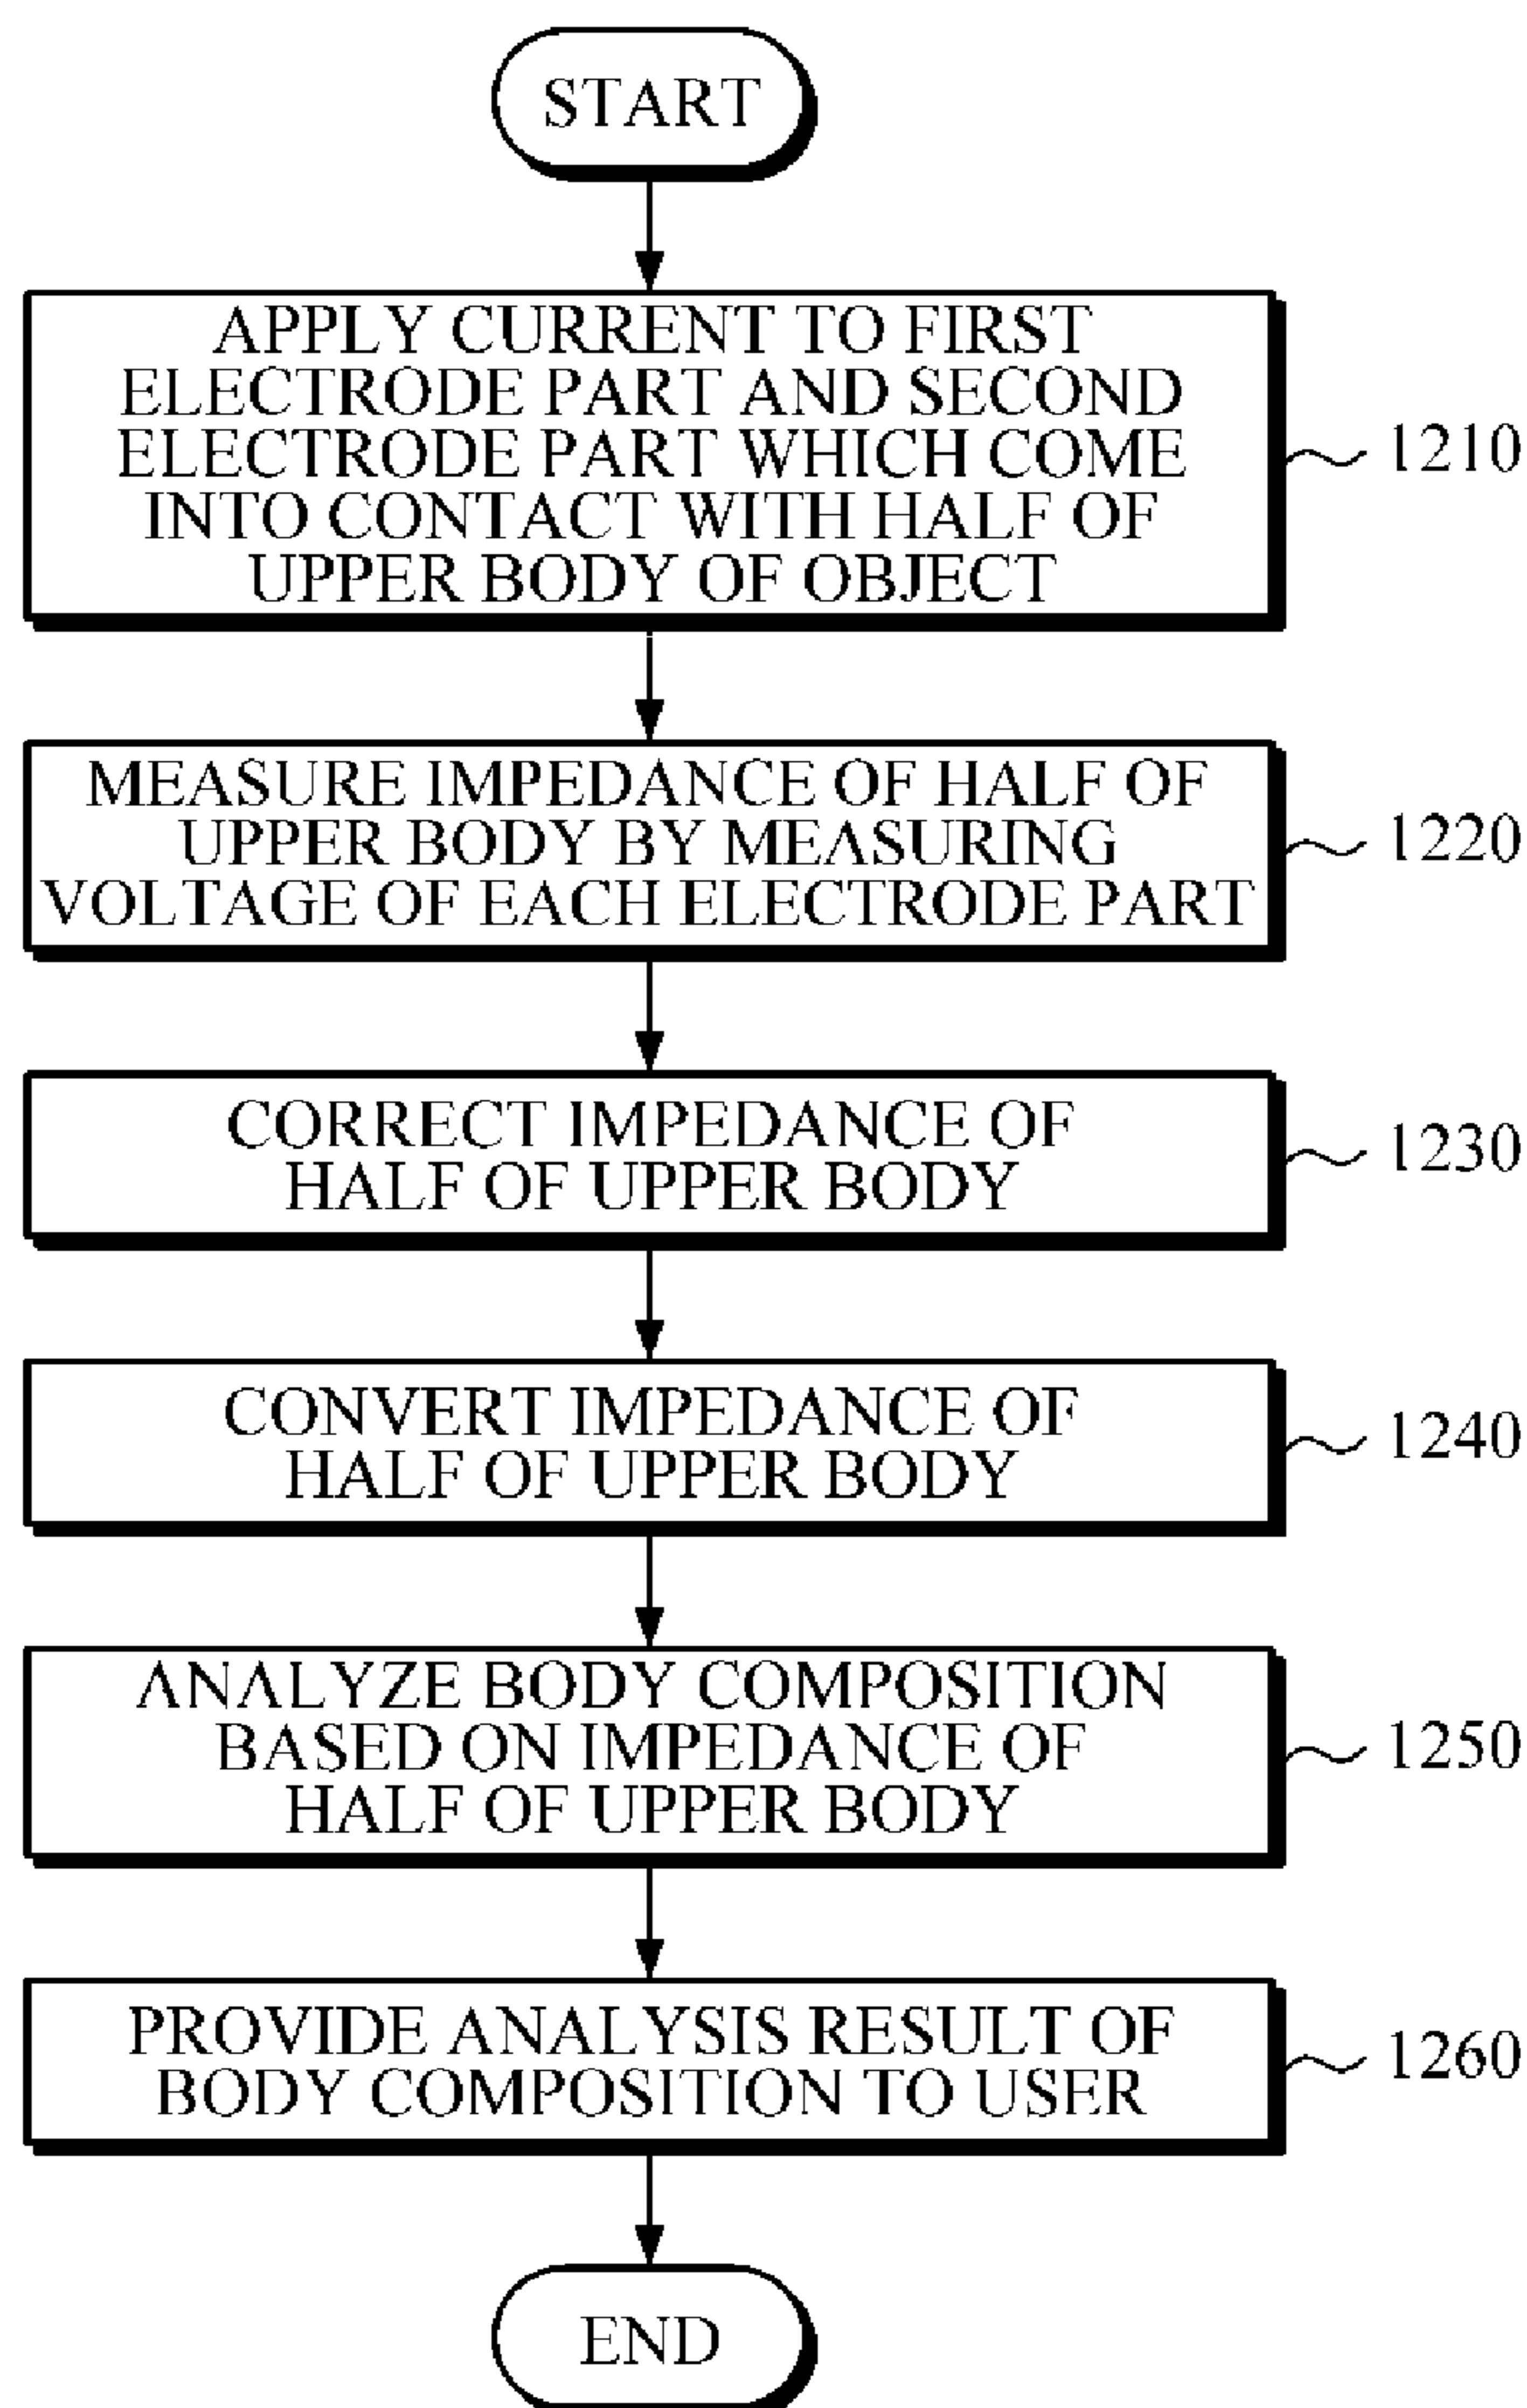 START
APPLY CURRENT TO FIRST
ELECTRODE PART AND SECOND
ELECTRODE PART WHICH COME
INTO CONTACT WITH HALF OF
UPPER BODY OF OBJECT
1210
MEASURE IMPEDANCE OF HALF OF
UPPER BODY BY MEASURING
VOLTAGE OF EACH ELECTRODE PART
1220
CORRECT IMPEDANCE OF
HALF OF UPPER BODY
1230
CONVERT IMPEDANCE OF
HALF OF UPPER BODY
1240
ANALYZE BODY COMPOSITION
BASED ON IMPEDANCE OF
HALF OF UPPER BODY
1250
PROVIDE ANALYSIS RESULT OF
BODY COMPOSITION TO USER
1260
END